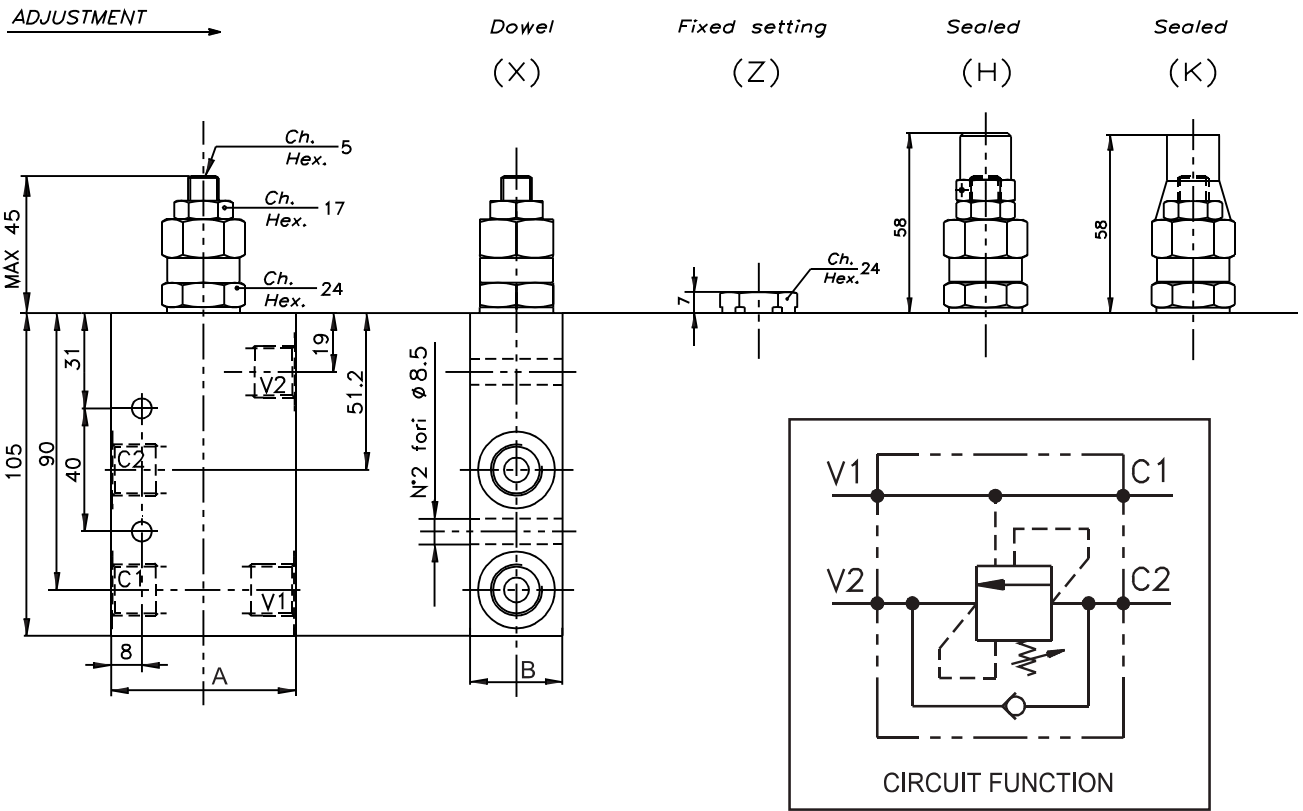 ADJUSTMENT
Dowel
(X)
Fixed setting
(Z)
Sealed
(H)
Sealed
(K)
Ch.
Hex.
5
Ch.
Hex.
17
Ch.
Hex.
24
MAX 45
Ch.
Hex.
24
7
58
58
31
19
51.2
V2
105
90
40
C2
C1
V1
8
A
N°2 fori ø8.5
B
V1
C1
V2
C2
CIRCUIT FUNCTION